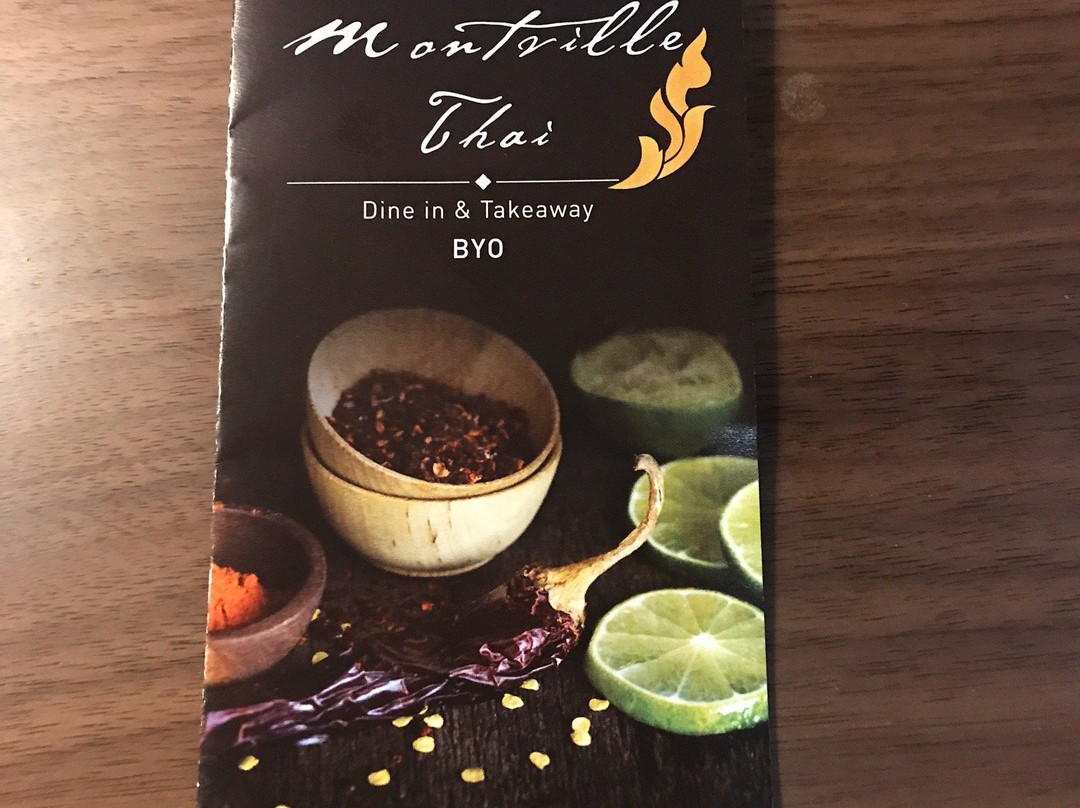 Montville
Thai
Dine in & Takeaway
BYO